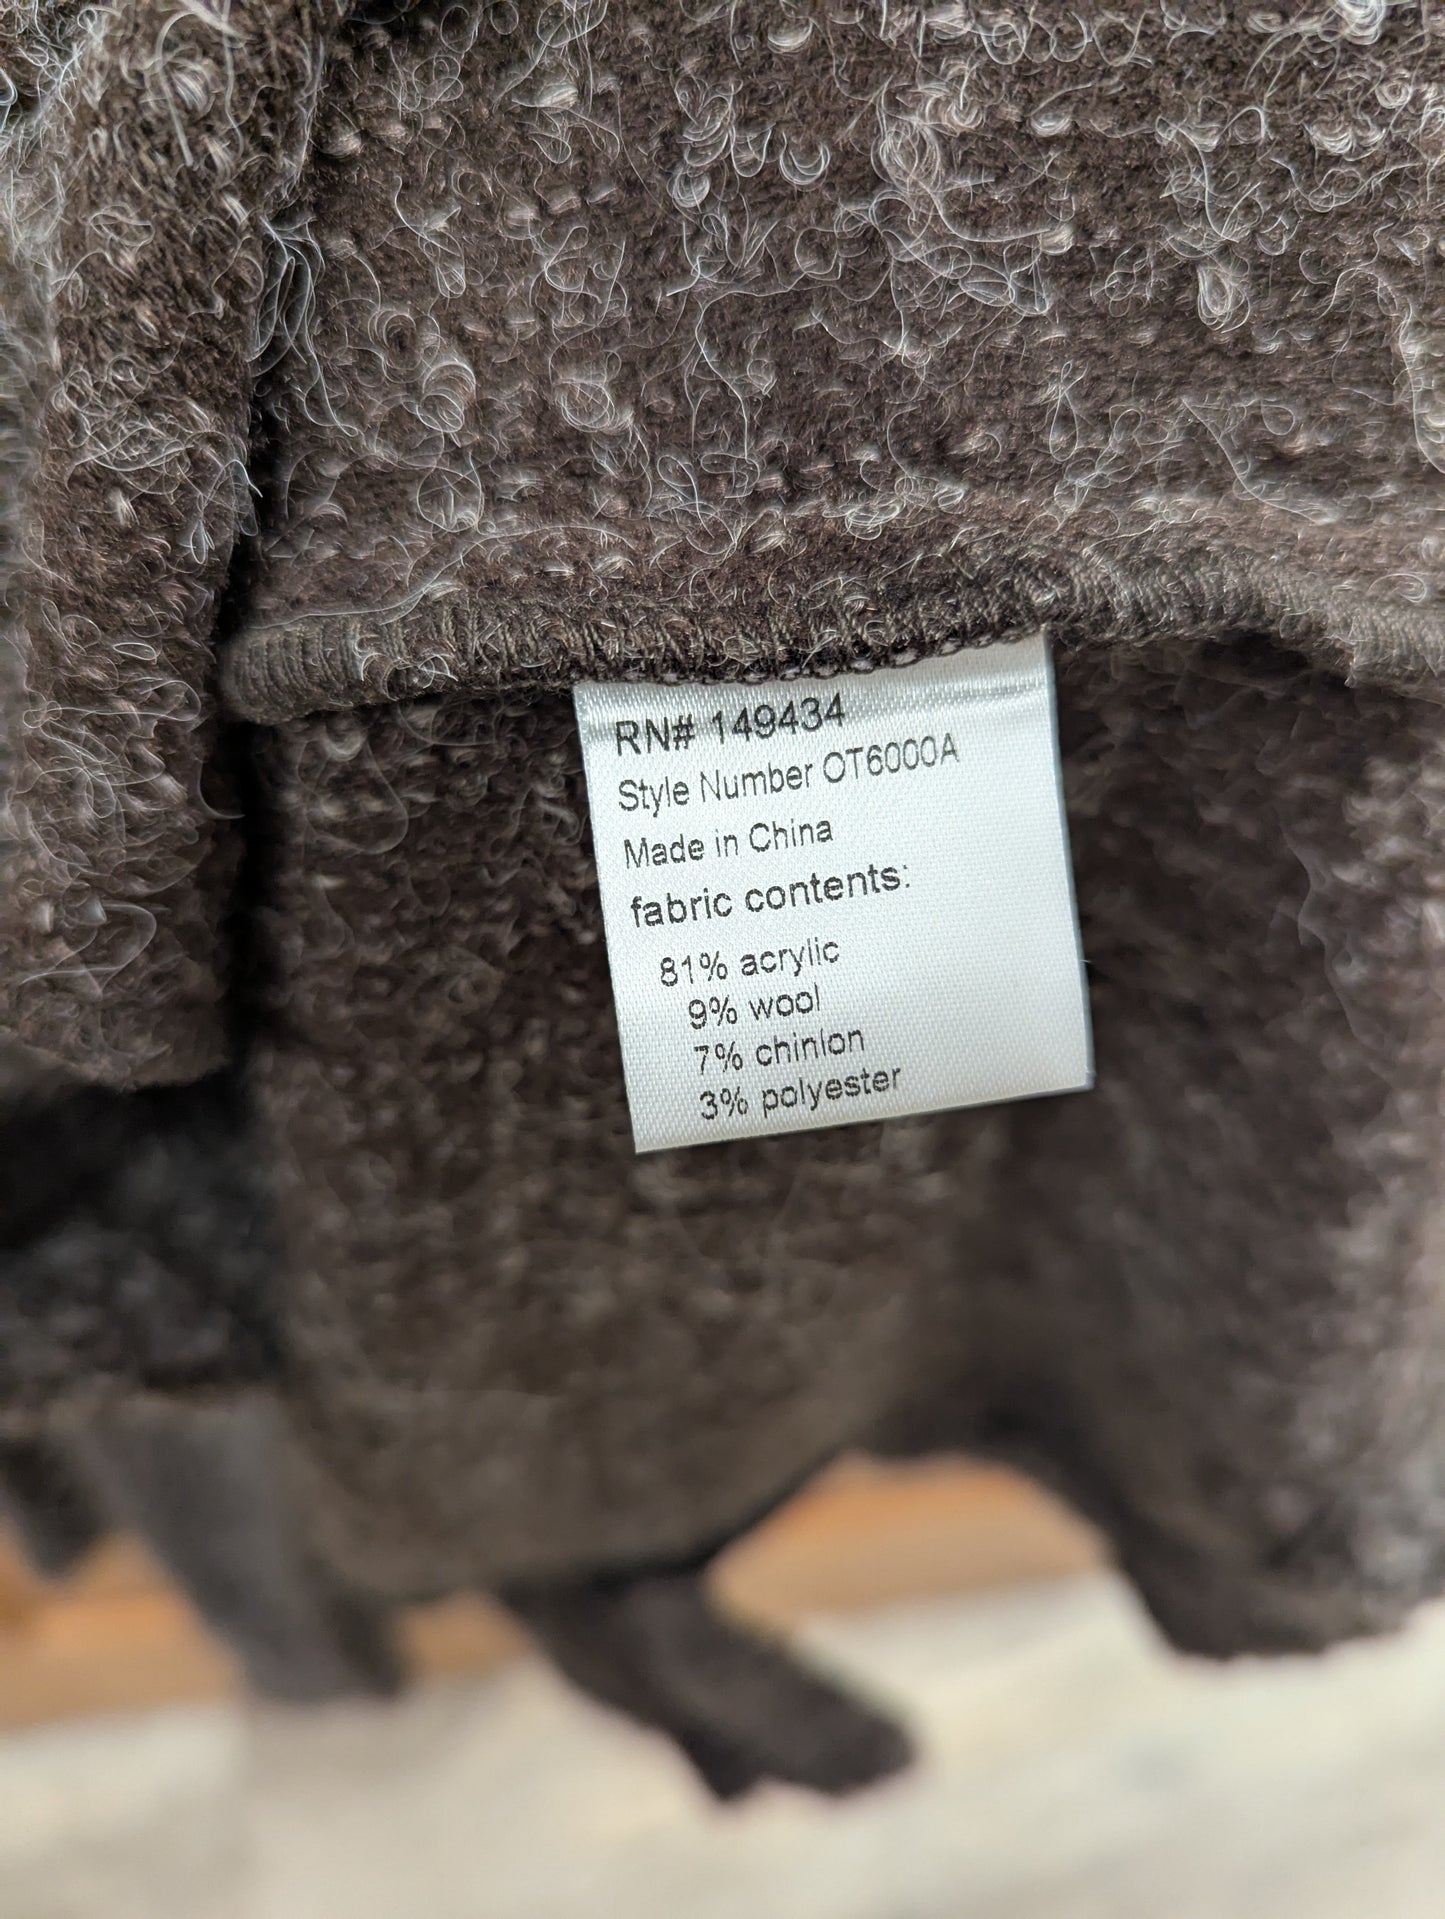 RN# 149434
Style Number OT6000A
Made in China
fabric contents:
81% acrylic
9% wool
7% chinlon
3% polyester